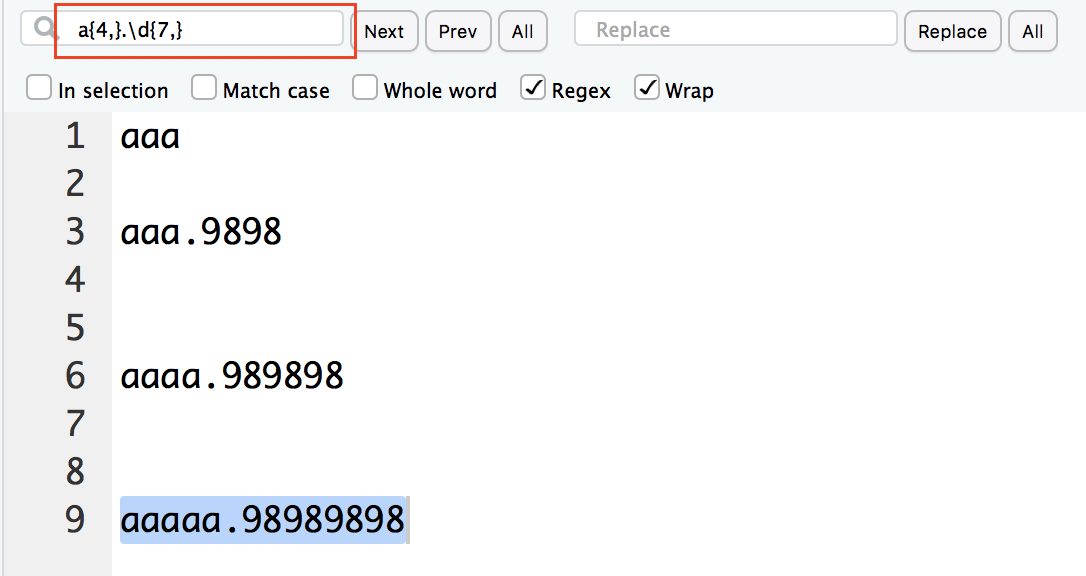 a{4,}.\d{7,} Next Prev All Replace Replace All
In selection Match case Whole word Regex Wrap
1 aaa
2
3 aaa.9898
4
5
6 aaaa.989898
7
8
9 aaaaa.98989898